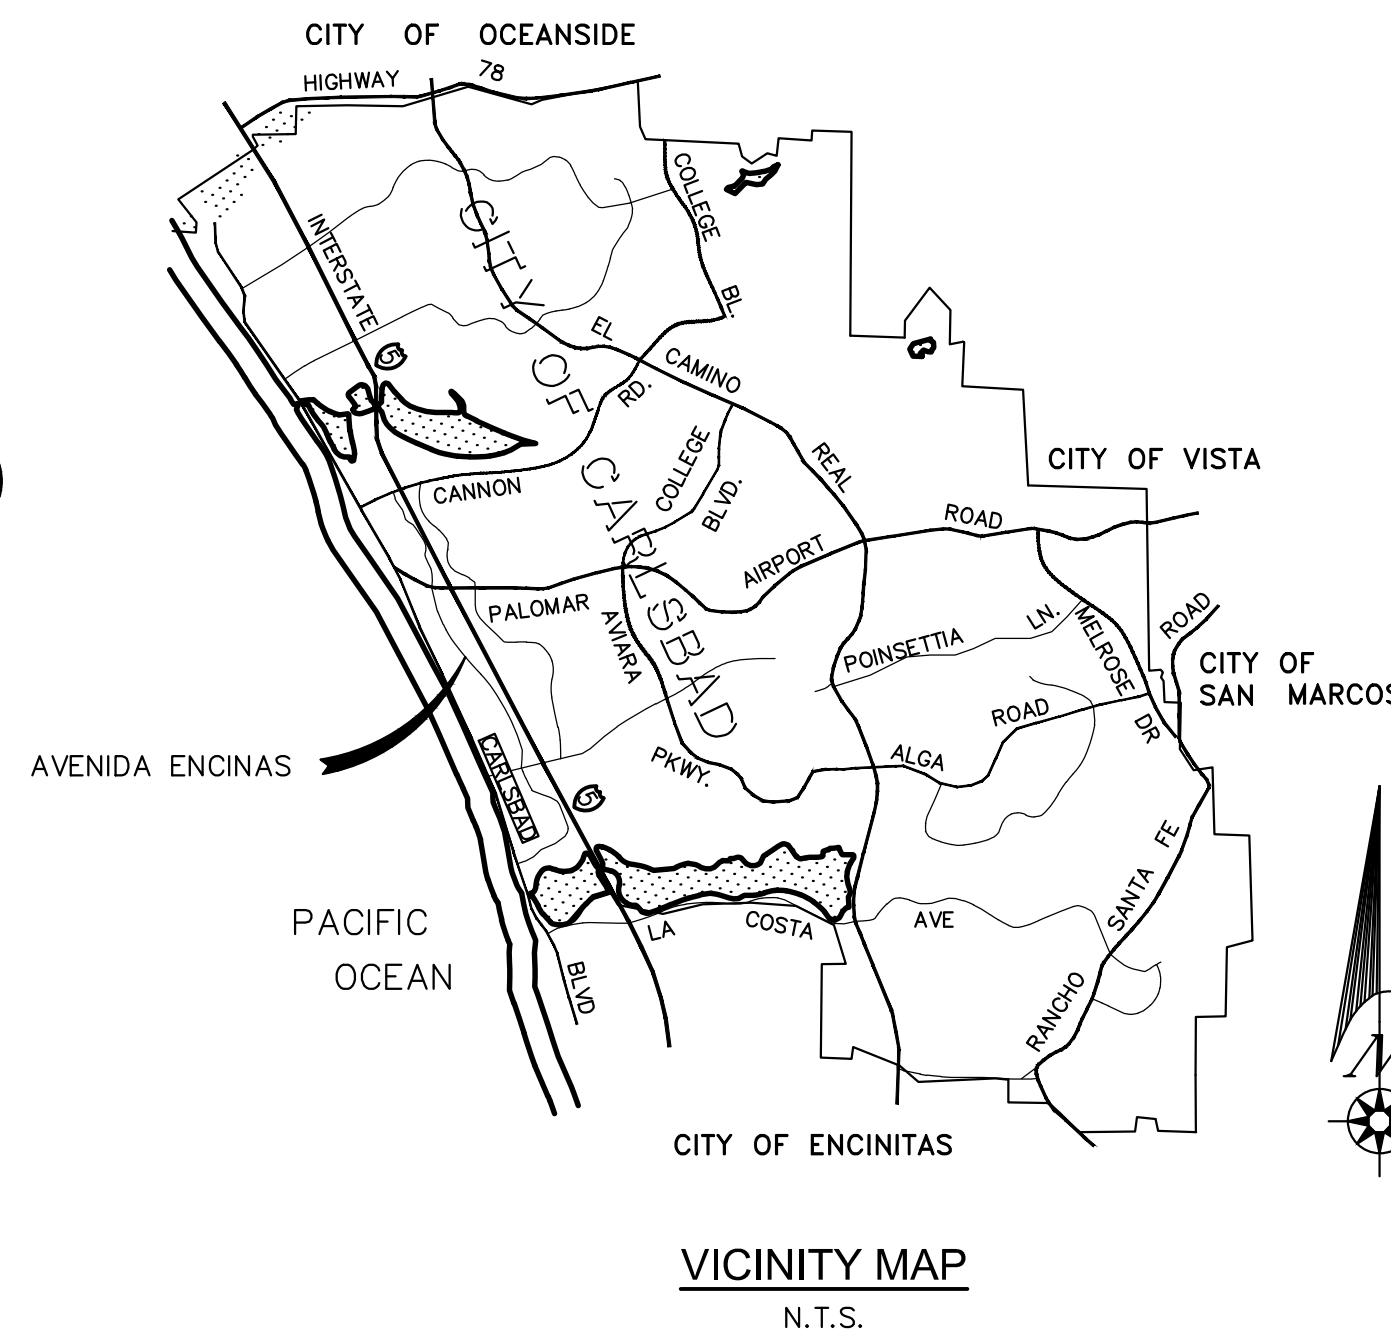 CITY OF OCEANSIDE
HIGHWAY 78
COLLEGE BL.
INTERSTATE 5
CITY OF CARLSBAD
EL CAMINO REAL
CANNON RD.
COLLEGE BLVD.
CITY OF VISTA
PALOMAR AIRPORT ROAD
AVIARA PKWY.
POINSETTIA LN.
MELROSE DR
ROAD
CITY OF
SAN MARCOS
ALGA ROAD
AVENIDA ENCINAS
CARLSBAD BLVD
5
PACIFIC
OCEAN
LA COSTA AVE
RANCHO SANTA FE
N
CITY OF ENCINITAS
VICINITY MAP
N.T.S.